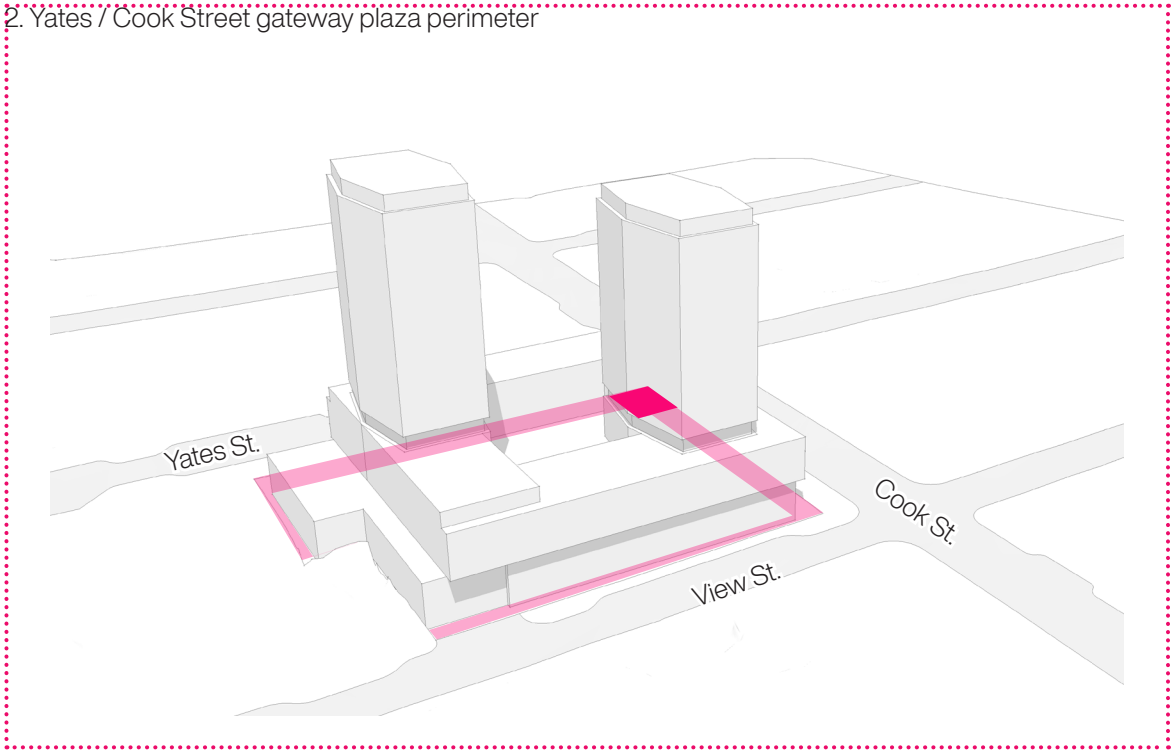 2. Yates / Cook Street gateway plaza perimeter
Yates St.
Cook St.
View St.